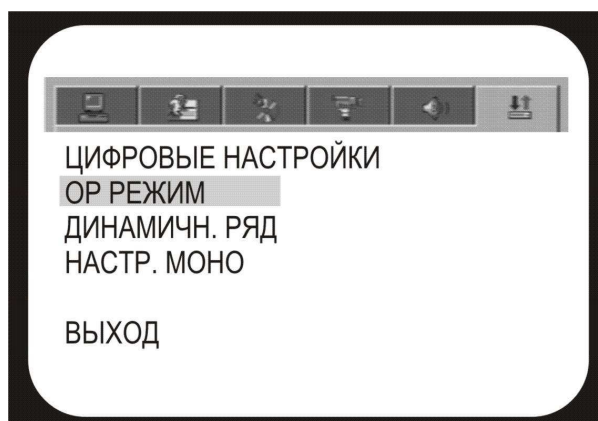 ЦИФРОВЫЕ НАСТРОЙКИ
ОР РЕЖИМ
ДИНАМИЧН. РЯД
НАСТР. МОНО
ВЫХОД